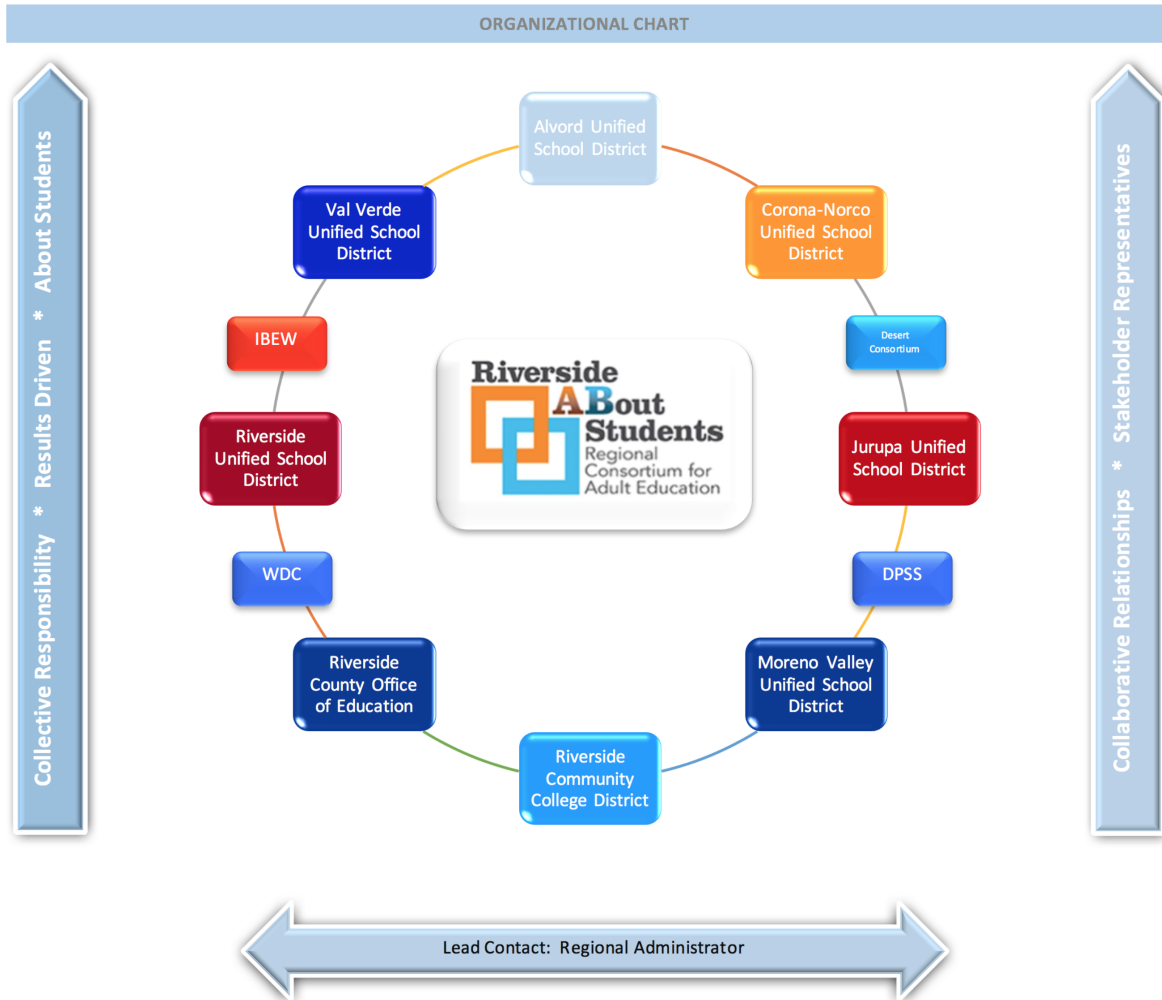 ORGANIZATIONAL CHART
Collective Responsibility * Results Driven * About Students
Collaborative Relationships * Stakeholder Representatives
Alvord Unified
School District
Val Verde
Unified School
District
Corona-Norco
Unified School
District
IBEW
Desert
Consortium
Riverside
ABout
Students
Regional
Consortium for
Adult Education
Riverside
Unified School
District
Jurupa Unified
School District
WDC
DPSS
Riverside
County Office
of Education
Moreno Valley
Unified School
District
Riverside
Community
College District
Lead Contact: Regional Administrator